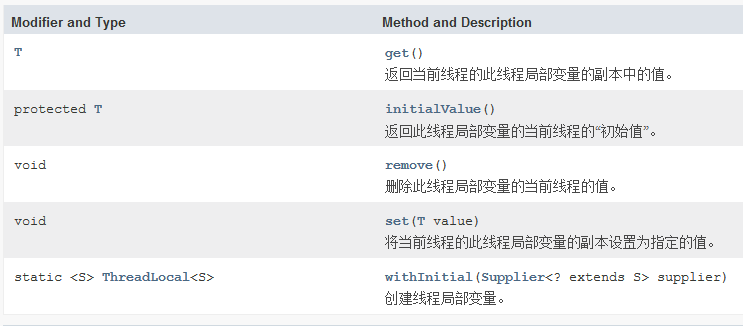 Modifier and Type Method and Description
T get()
返回当前线程的此线程局部变量的副本中的值。
protected T initialValue()
返回此线程局部变量的当前线程的“初始值”。
void remove()
删除此线程局部变量的当前线程的值。
void set(T value)
将当前线程的此线程局部变量的副本设置为指定的值。
static <S> ThreadLocal<S> withInitial(Supplier<? extends S> supplier)
创建线程局部变量。